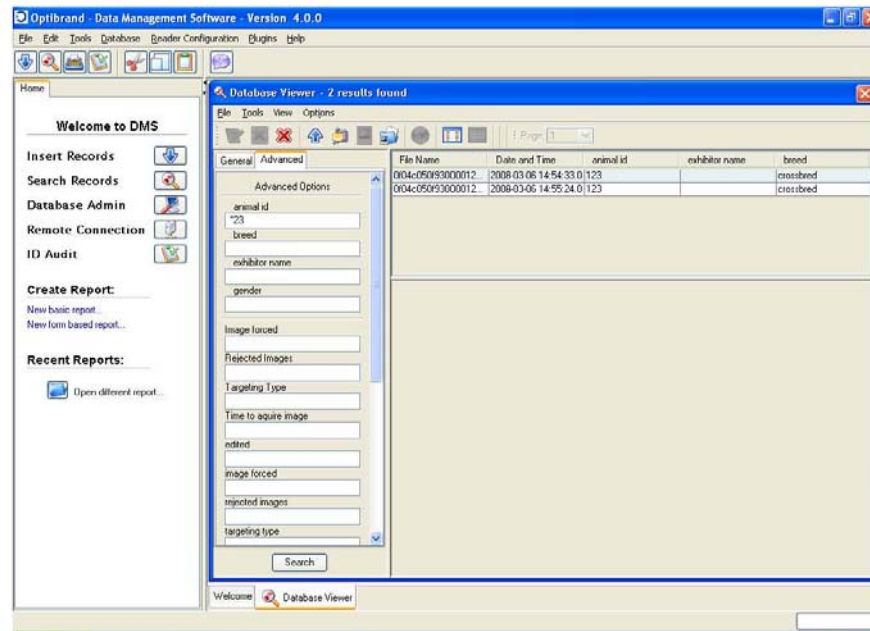 Optibrand - Data Management Software - Version 4.0.0
File Edit Tools Database Reader Configuration Plugins Help
Home
Welcome to DMS
Insert Records
Search Records
Database Admin
Remote Connection
ID Audit
Create Report:
New basic report...
New form based report...
Recent Reports:
Open different report...
Database Viewer - 2 results found
File Tools View Options
Page 1
General Advanced
Advanced Options
animal id
*23
breed
exhibitor name
gender
Image forced
Rejected Images
Targeting Type
Time to aquire image
edited
image forced
rejected images
targeting type
Search
File Name Date and Time animal id exhibitor name breed
0f04c050f93000012... 2008-03-06 14:54:33.0 123 crossbred
0f04c050f93000012... 2008-03-06 14:55:24.0 123 crossbred
Welcome Database Viewer